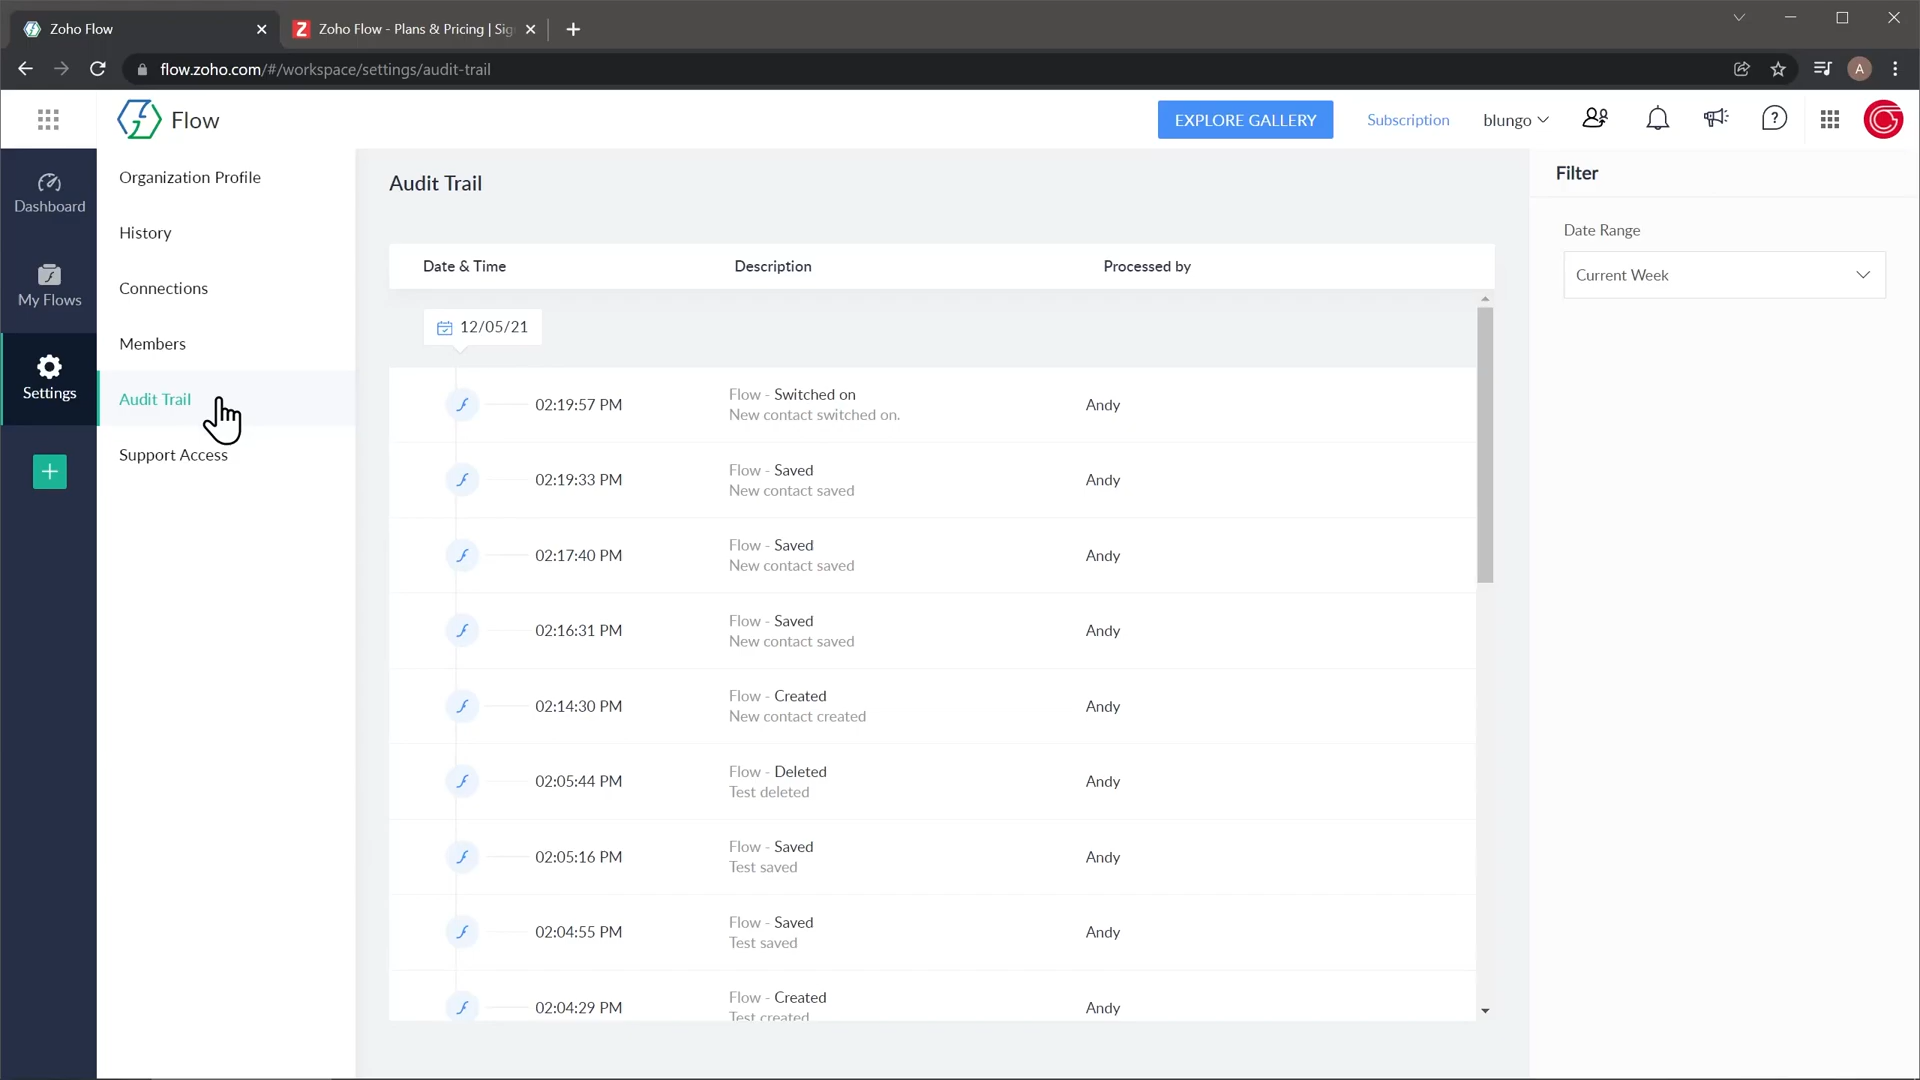 Zoho Flow
Zoho Flow - Plans & Pricing | Sig
flow.zoho.com/#/workspace/settings/audit-trail
A
Flow
EXPLORE GALLERY
Subscription
blungo
Dashboard
My Flows
Settings
Organization Profile
History
Connections
Members
Audit Trail
Support Access
Audit Trail
Date & Time Description Processed by
12/05/21
02:19:57 PM Flow - Switched on Andy
New contact switched on.
02:19:33 PM Flow - Saved Andy
New contact saved
02:17:40 PM Flow - Saved Andy
New contact saved
02:16:31 PM Flow - Saved Andy
New contact saved
02:14:30 PM Flow - Created Andy
New contact created
02:05:44 PM Flow - Deleted Andy
Test deleted
02:05:16 PM Flow - Saved Andy
Test saved
02:04:55 PM Flow - Saved Andy
Test saved
02:04:29 PM Flow - Created Andy
Test created
Filter
Date Range
Current Week